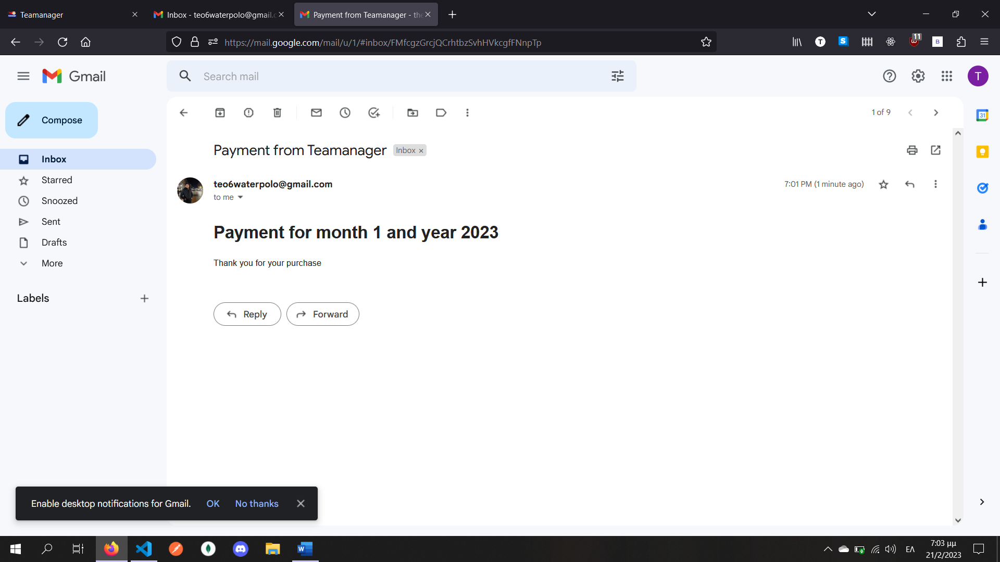 Teamanager
Inbox - teo6waterpolo@gmail.c
Payment from Teamanager - the
https://mail.google.com/mail/u/1/#inbox/FMfcgzGrcjQCrhtbzSvhHVkcgfFNnpTp
T
S
11
B
Gmail
Search mail
T
Compose
1 of 9
31
Payment from Teamanager
Inbox ×
Inbox
Starred
Snoozed
Sent
Drafts
More
Labels
teo6waterpolo@gmail.com
7:01 PM (1 minute ago)
to me
Payment for month 1 and year 2023
Thank you for your purchase
Reply
Forward
Enable desktop notifications for Gmail.
OK
No thanks
W
ΕΛ
7:03 μμ
21/2/2023